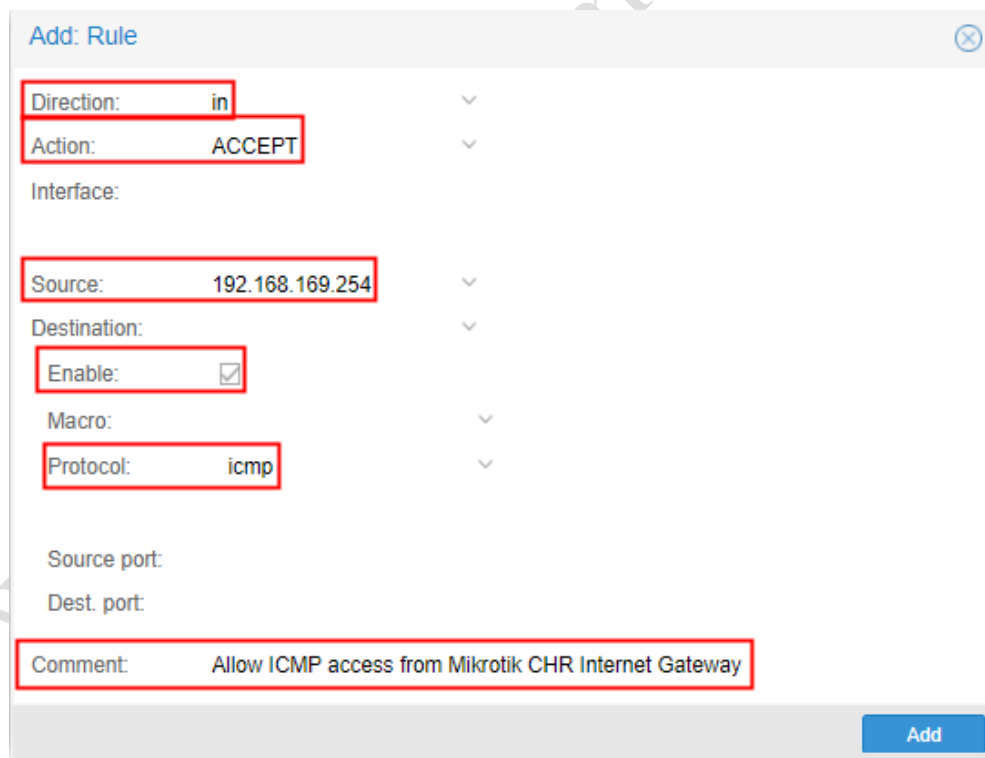 Add: Rule
Direction: in
Action: ACCEPT
Interface:
Source: 192.168.169.254
Destination:
Enable:
Macro:
Protocol: icmp
Source port:
Dest. port:
Comment: Allow ICMP access from Mikrotik CHR Internet Gateway
Add